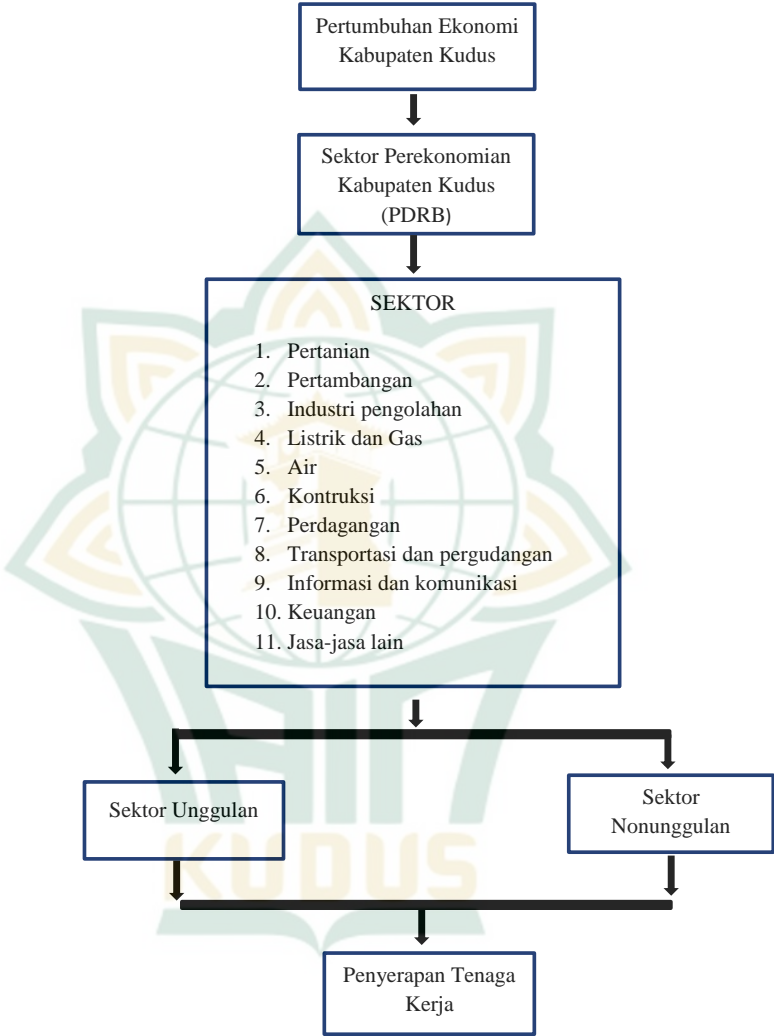 Pertumbuhan Ekonomi
Kabupaten Kudus
Sektor Perekonomian
Kabupaten Kudus
(PDRB)
SEKTOR
1. Pertanian
2. Pertambangan
3. Industri pengolahan
4. Listrik dan Gas
5. Air
6. Kontruksi
7. Perdagangan
8. Transportasi dan pergudangan
9. Informasi dan komunikasi
10. Keuangan
11. Jasa-jasa lain
IAIN
Sektor Unggulan
Sektor
Nonunggulan
KUDUS
Penyerapan Tenaga
Kerja